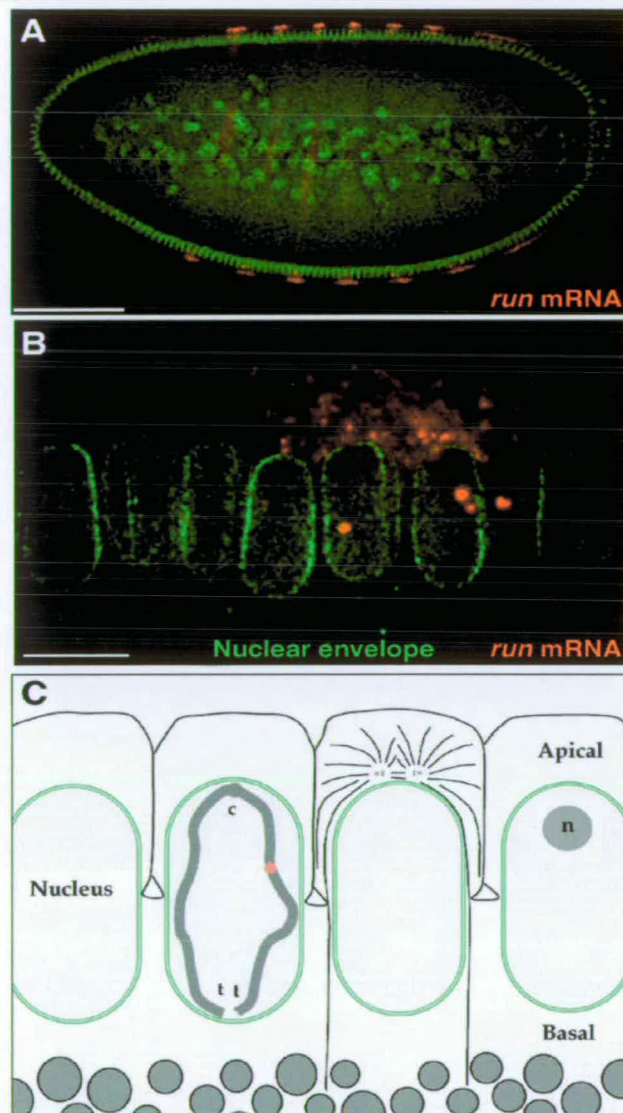 A
run mRNA
B
Nuclear envelope run mRNA
C
Apical
c
n
Nucleus
t t
Basal